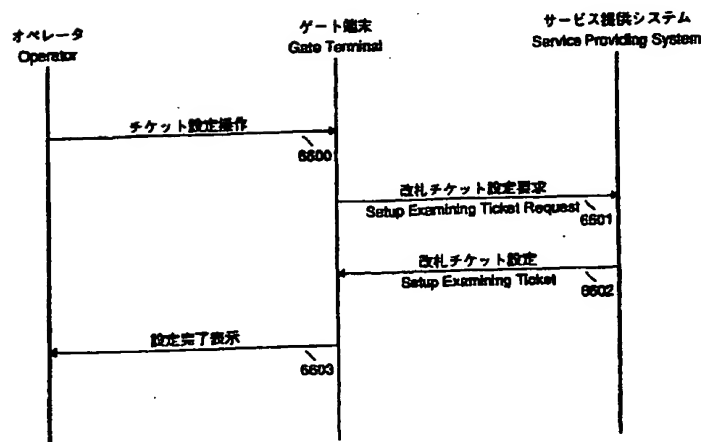 オペレータ
Operator
ゲート端末
Gate Terminal
サービス提供システム
Service Providing System
チケット設定操作
6600
改札チケット設定要求
Setup Examining Ticket Request
6601
改札チケット設定
Setup Examining Ticket
6602
設定完了表示
6603